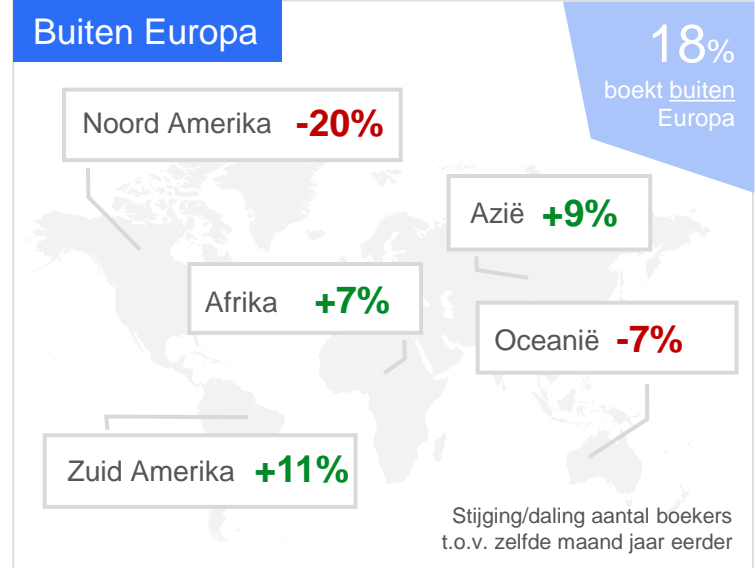 Buiten Europa
18%
boekt buiten
Europa
Noord Amerika -20%
Azië +9%
Afrika +7%
Oceanië -7%
Zuid Amerika +11%
Stijging/daling aantal boekers
t.o.v. zelfde maand jaar eerder